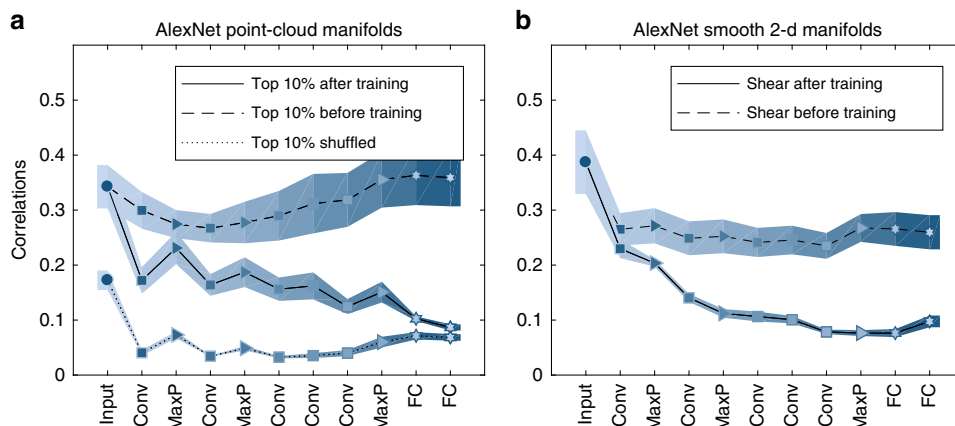 a
AlexNet point-cloud manifolds
Top 10% after training
Top 10% before training
Top 10% shuffled
Correlations
0.5
0.4
0.3
0.2
0.1
0
Input
Conv
MaxP
Conv
MaxP
Conv
Conv
Conv
MaxP
FC
FC
b
AlexNet smooth 2-d manifolds
Shear after training
Shear before training
0.5
0.4
0.3
0.2
0.1
0
Input
Conv
MaxP
Conv
MaxP
Conv
Conv
Conv
MaxP
FC
FC